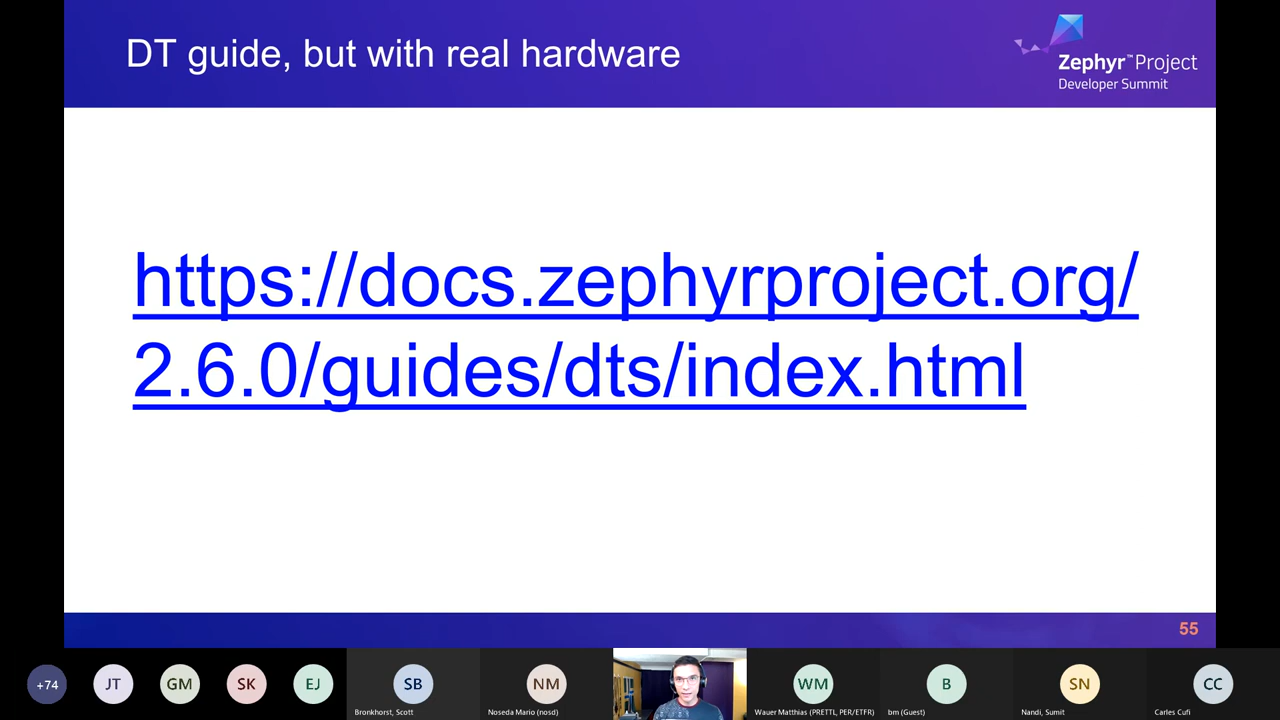 DT guide, but with real hardware
Zephyr™Project
Developer Summit
https://docs.zephyrproject.org/
2.6.0/guides/dts/index.html
55
+74
JT
GM
SK
EJ
SB
NM
WM
B
SN
CC
Bronkhorst, Scott
Noseda Mario (nosd)
Wauer Matthias (PRETTL, PER/ETFR)
bm (Guest)
Nandi, Sumit
Carles Cufi